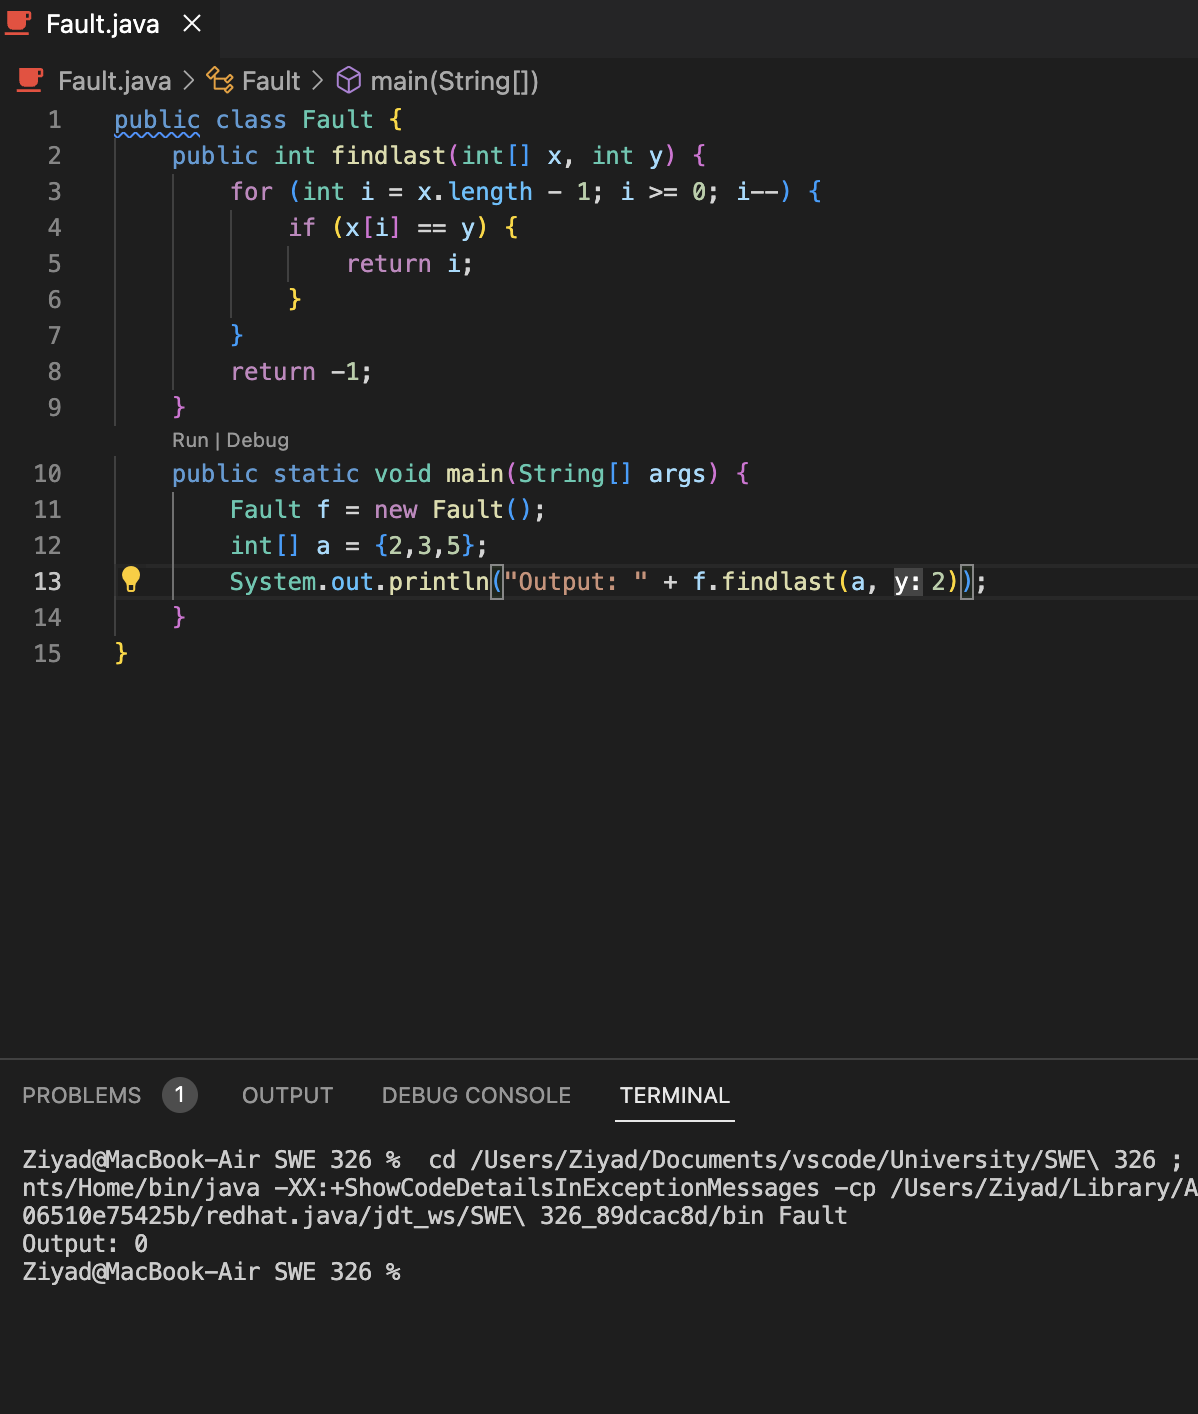 Fault.java ×
Fault.java > Fault > main(String[])
1 public class Fault {
2 public int findlast(int[] x, int y) {
3 for (int i = x.length - 1; i >= 0; i--) {
4 if (x[i] == y) {
5 return i;
6 }
7 }
8 return -1;
9 }
Run | Debug
10 public static void main(String[] args) {
11 Fault f = new Fault();
12 int[] a = {2,3,5};
13 System.out.println("Output: " + f.findlast(a, y: 2));
14 }
15 }
PROBLEMS 1 OUTPUT DEBUG CONSOLE TERMINAL
Ziyad@MacBook-Air SWE 326 %  cd /Users/Ziyad/Documents/vscode/University/SWE\ 326 ;
nts/Home/bin/java -XX:+ShowCodeDetailsInExceptionMessages -cp /Users/Ziyad/Library/A
06510e75425b/redhat.java/jdt_ws/SWE\ 326_89dcac8d/bin Fault
Output: 0
Ziyad@MacBook-Air SWE 326 %